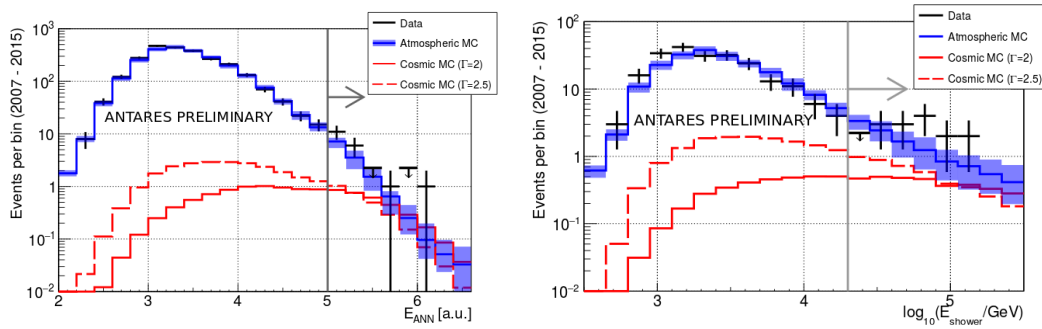 Events per bin (2007 - 2015)
10³
10²
10
1
10⁻¹
10⁻²
Data
Atmospheric MC
Cosmic MC (Γ=2)
Cosmic MC (Γ=2.5)
ANTARES PRELIMINARY
2 3 4 5 6
E_ANN [a.u.]
Events per bin (2007 - 2015)
10²
10
1
10⁻¹
10⁻²
Data
Atmospheric MC
Cosmic MC (Γ=2)
Cosmic MC (Γ=2.5)
ANTARES PRELIMINARY
3 4 5
log₁₀(E_shower/GeV)